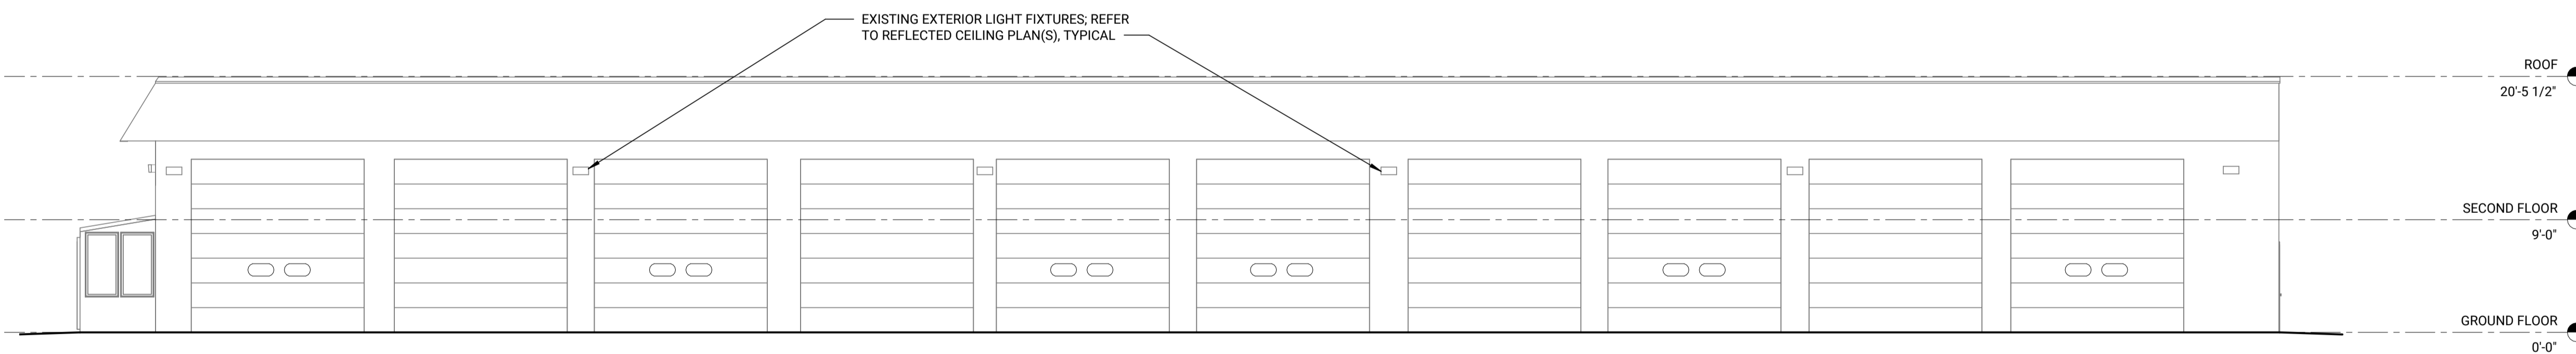 EXISTING EXTERIOR LIGHT FIXTURES; REFER
TO REFLECTED CEILING PLAN(S), TYPICAL
ROOF
20'-5 1/2"
SECOND FLOOR
9'-0"
GROUND FLOOR
0'-0"